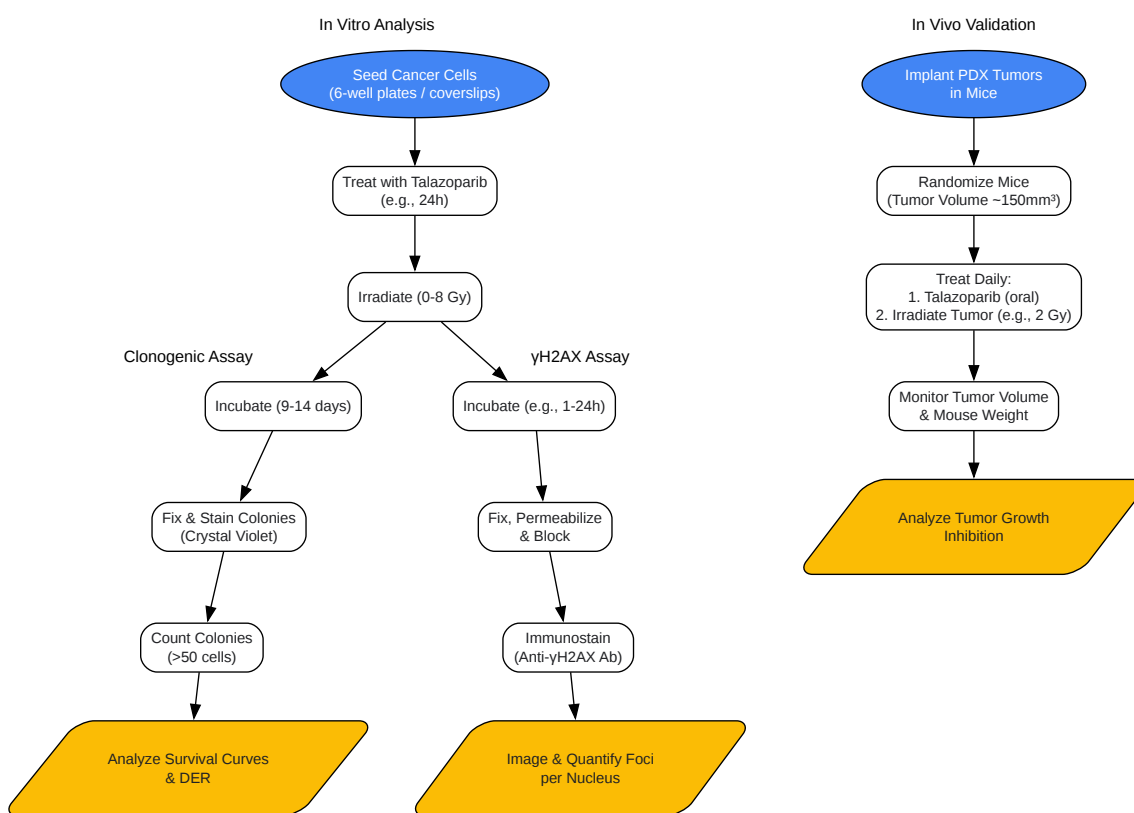 In Vitro Analysis
Seed Cancer Cells
(6-well plates / coverslips)
Treat with Talazoparib
(e.g., 24h)
Irradiate (0-8 Gy)
Clonogenic Assay
Incubate (9-14 days)
Fix & Stain Colonies
(Crystal Violet)
Count Colonies
(>50 cells)
Analyze Survival Curves
& DER
γH2AX Assay
Incubate (e.g., 1-24h)
Fix, Permeabilize
& Block
Immunostain
(Anti-γH2AX Ab)
Image & Quantify Foci
per Nucleus
In Vivo Validation
Implant PDX Tumors
in Mice
Randomize Mice
(Tumor Volume ~150mm³)
Treat Daily:
1. Talazoparib (oral)
2. Irradiate Tumor (e.g., 2 Gy)
Monitor Tumor Volume
& Mouse Weight
Analyze Tumor Growth
Inhibition